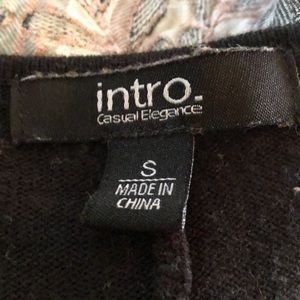 intro.
Casual Elegance
S
MADE IN
CHINA